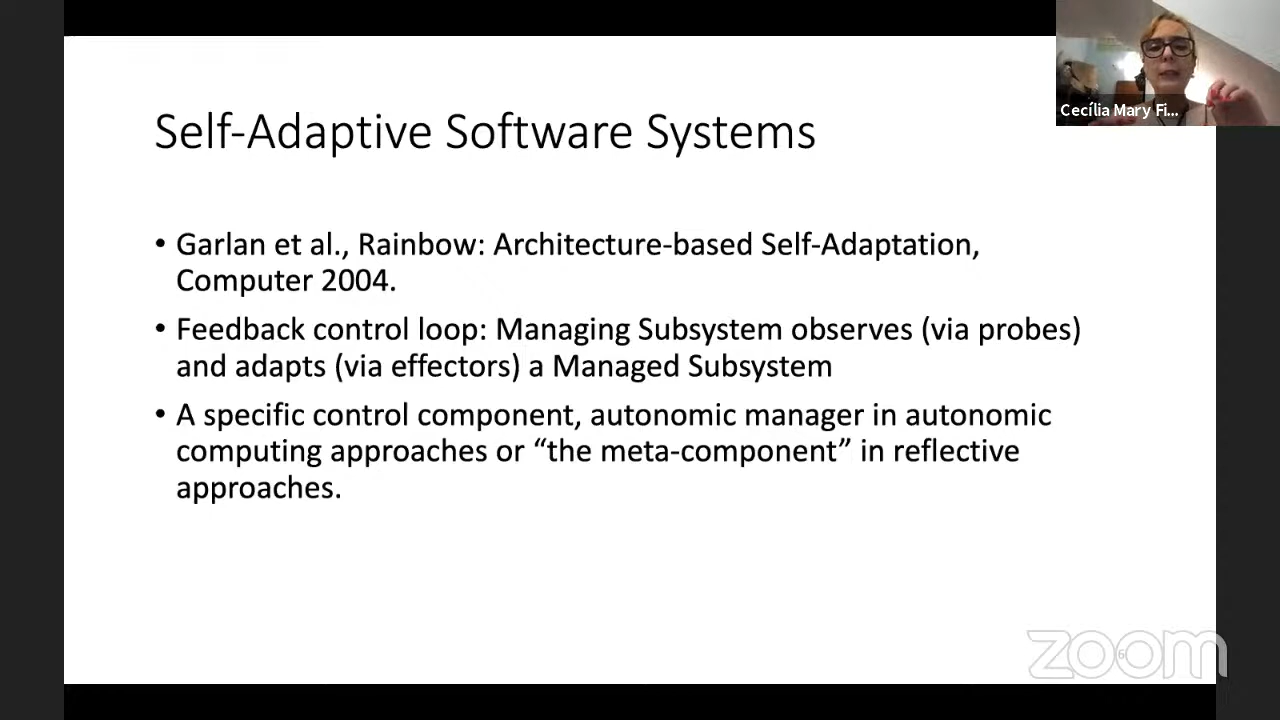 Cecília Mary Fi...
Self-Adaptive Software Systems
• Garlan et al., Rainbow: Architecture-based Self-Adaptation,
Computer 2004.
• Feedback control loop: Managing Subsystem observes (via probes)
and adapts (via effectors) a Managed Subsystem
• A specific control component, autonomic manager in autonomic
computing approaches or “the meta-component” in reflective
approaches.
6
zoom